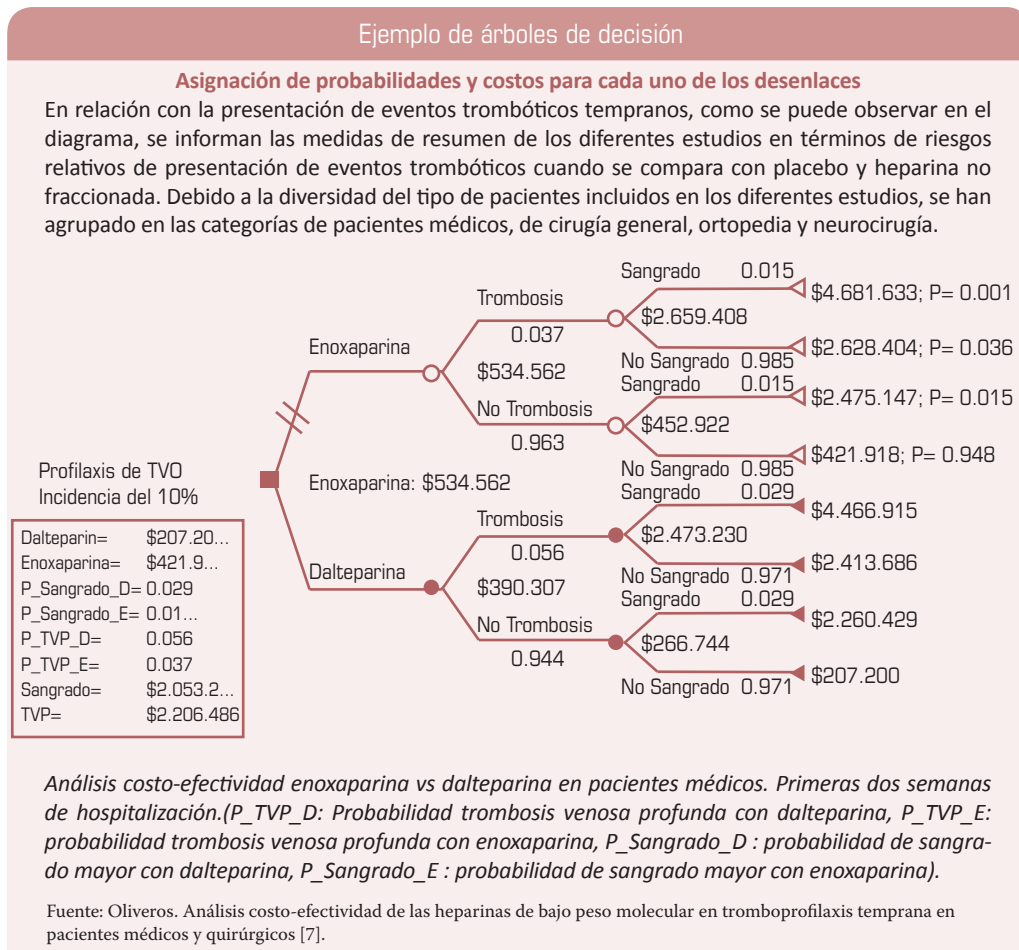 Ejemplo de árboles de decisión
Asignación de probabilidades y costos para cada uno de los desenlaces
En relación con la presentación de eventos trombóticos tempranos, como se puede observar en el
diagrama, se informan las medidas de resumen de los diferentes estudios en términos de riesgos
relativos de presentación de eventos trombóticos cuando se compara con placebo y heparina no
fraccionada. Debido a la diversidad del tipo de pacientes incluidos en los diferentes estudios, se han
agrupado en las categorías de pacientes médicos, de cirugía general, ortopedia y neurocirugía.
Sangrado 0.015
$4.681.633; P= 0.001
Trombosis
0.037
$2.659.408
$2.628.404; P= 0.036
No Sangrado 0.985
Enoxaparina
$534.562
Sangrado 0.015
$2.475.147; P= 0.015
No Trombosis
0.963
$452.922
$421.918; P= 0.948
No Sangrado 0.985
Profilaxis de TVO
Incidencia del 10%
Enoxaparina: $534.562
Sangrado 0.029
$4.466.915
Trombosis
0.056
$2.473.230
$2.413.686
No Sangrado 0.971
Dalteparina
$390.307
Sangrado 0.029
$2.260.429
No Trombosis
0.944
$266.744
$207.200
No Sangrado 0.971
Dalteparin= $207.20...
Enoxaparina= $421.9...
P_Sangrado_D= 0.029
P_Sangrado_E= 0.01...
P_TVP_D= 0.056
P_TVP_E= 0.037
Sangrado= $2.053.2...
TVP= $2.206.486
Análisis costo-efectividad enoxaparina vs dalteparina en pacientes médicos. Primeras dos semanas
de hospitalización.(P_TVP_D: Probabilidad trombosis venosa profunda con dalteparina, P_TVP_E:
probabilidad trombosis venosa profunda con enoxaparina, P_Sangrado_D : probabilidad de sangra-
do mayor con dalteparina, P_Sangrado_E : probabilidad de sangrado mayor con enoxaparina).
Fuente: Oliveros. Análisis costo-efectividad de las heparinas de bajo peso molecular en tromboprofilaxis temprana en
pacientes médicos y quirúrgicos [7].